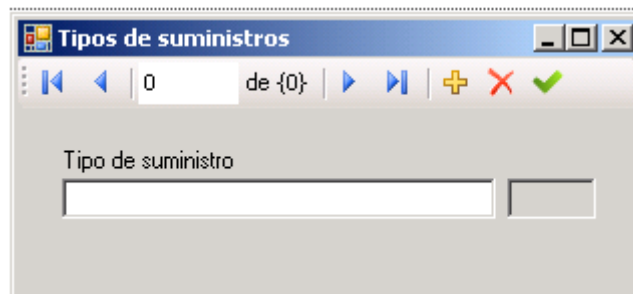 Tipos de suministros
0 de {0}
Tipo de suministro